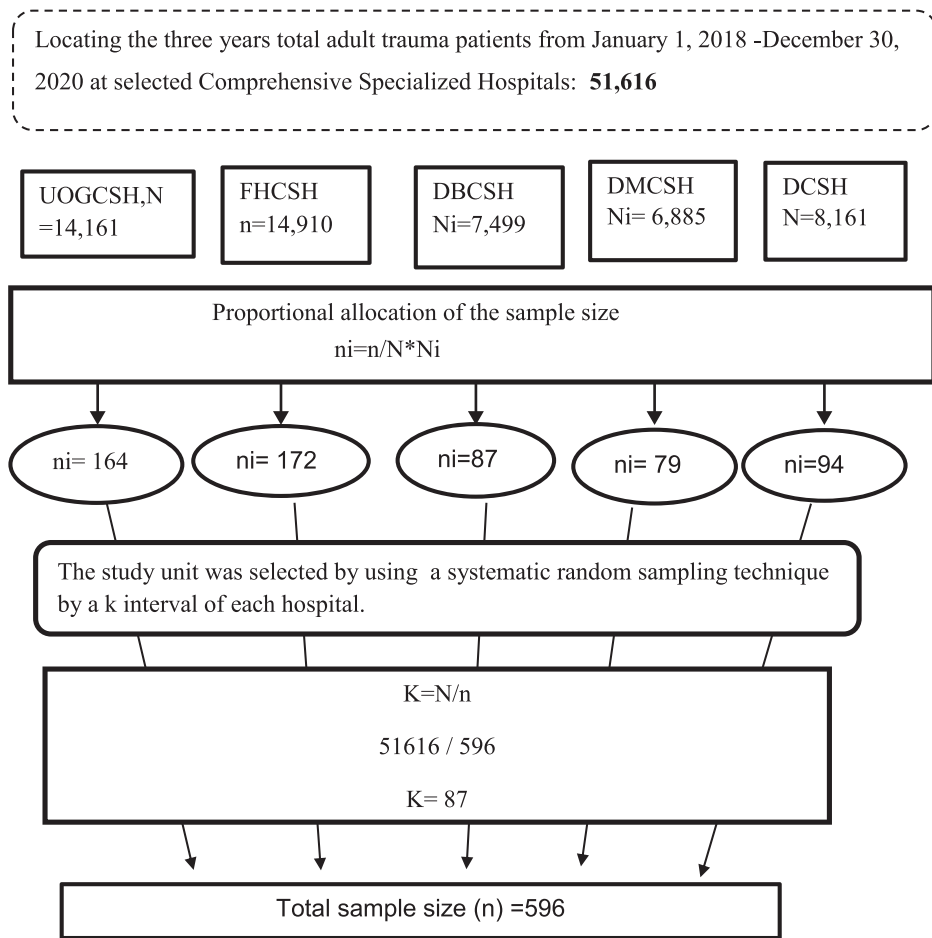 Locating the three years total adult trauma patients from January 1, 2018 -December 30,
2020 at selected Comprehensive Specialized Hospitals: 51,616
UOGCSH,N
=14,161
FHCSH
n=14,910
DBCSH
Ni=7,499
DMCSH
Ni= 6,885
DCSH
N=8,161
Proportional allocation of the sample size
ni=n/N*Ni
ni= 164
ni= 172
ni=87
ni= 79
ni=94
The study unit was selected by using a systematic random sampling technique
by a k interval of each hospital.
K=N/n
51616 / 596
K= 87
Total sample size (n) =596